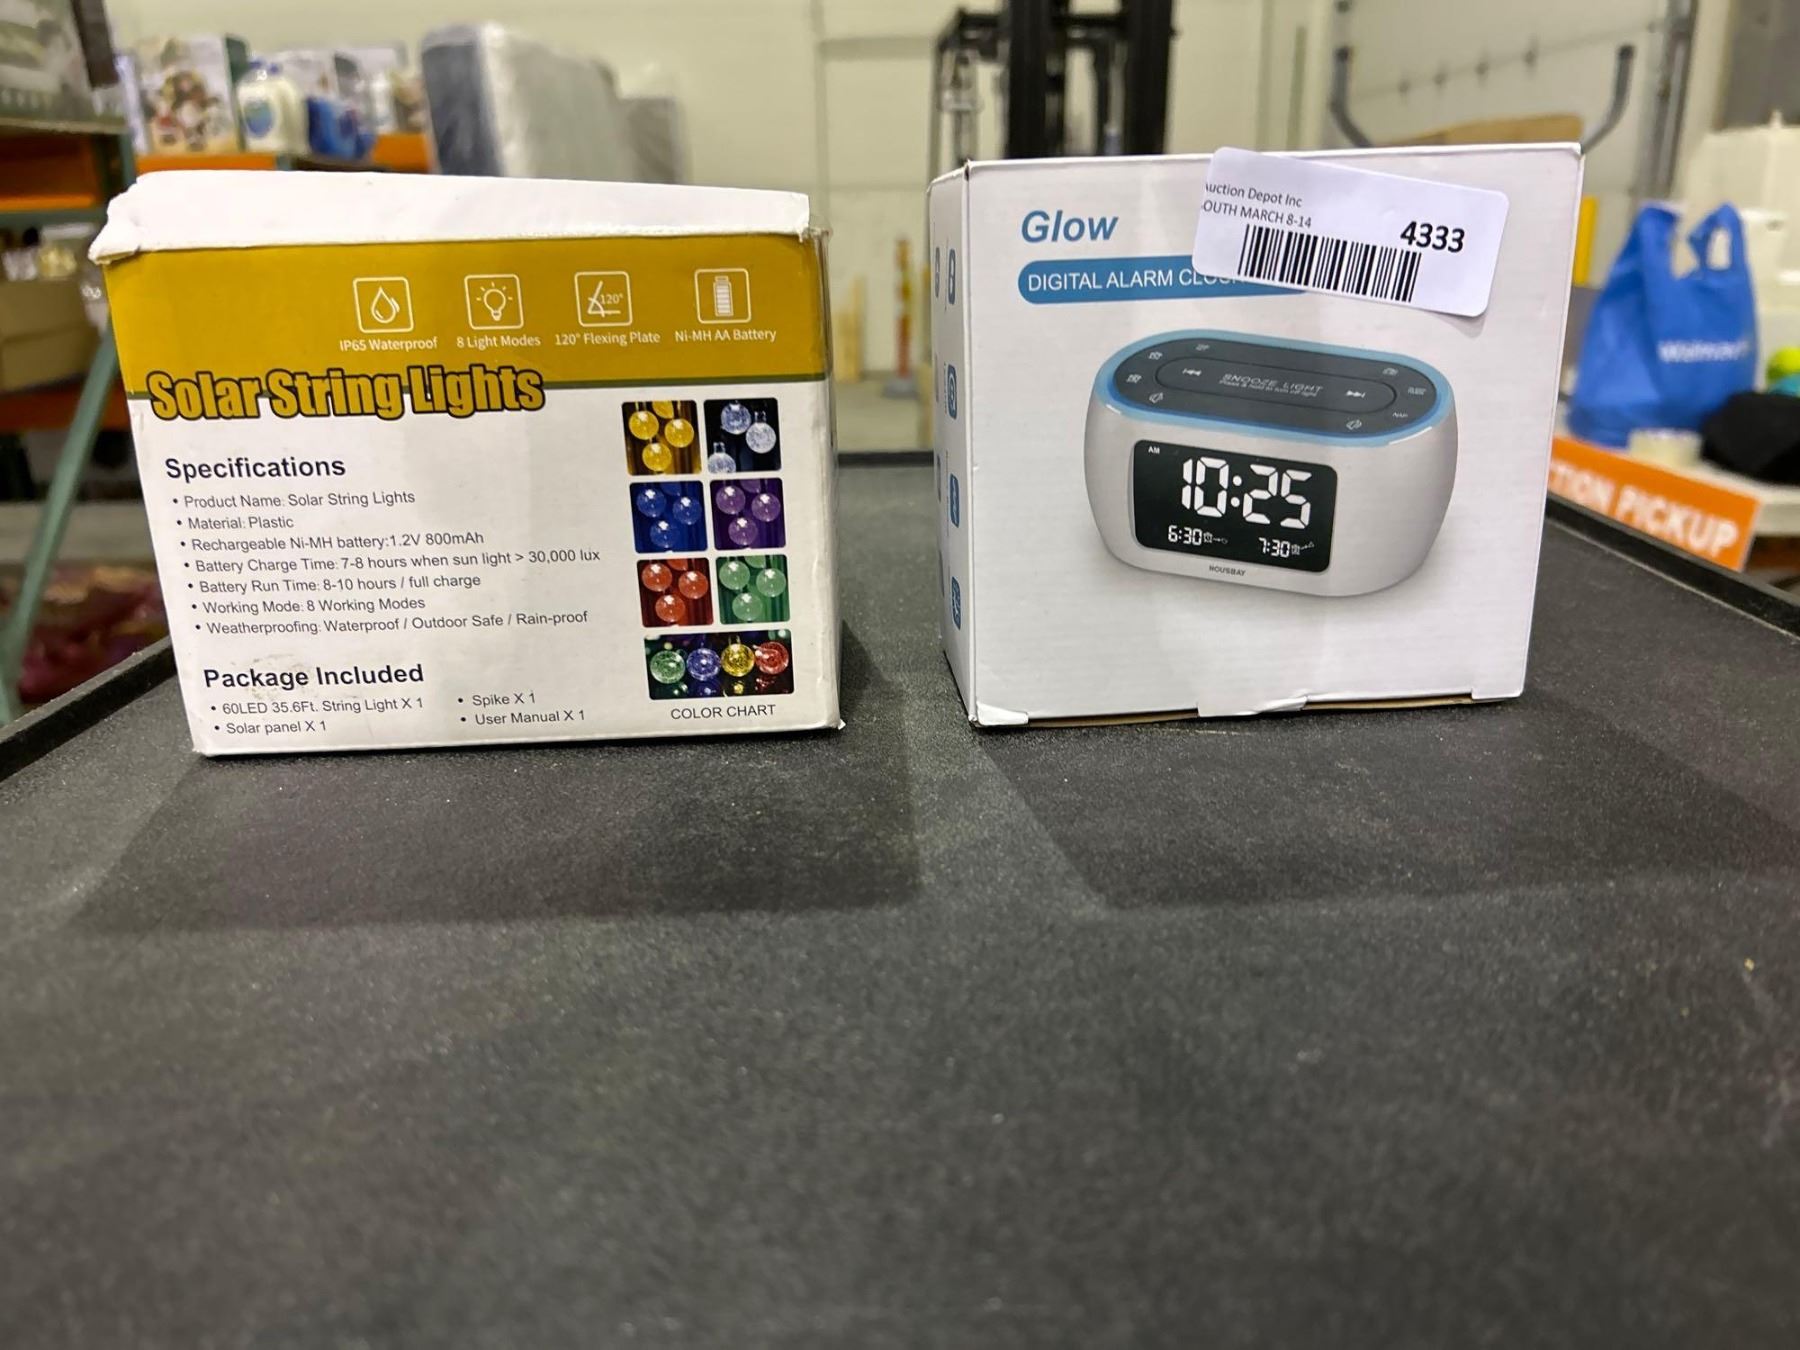 IP65 Waterproof
8 Light Modes
120°
120° Flexing Plate
Ni-MH AA Battery
Solar String Lights
Specifications
• Product Name: Solar String Lights
• Material: Plastic
• Rechargeable Ni-MH battery:1.2V 800mAh
• Battery Charge Time: 7-8 hours when sun light > 30,000 lux
• Battery Run Time: 8-10 hours / full charge
• Working Mode: 8 Working Modes
• Weatherproofing: Waterproof / Outdoor Safe / Rain-proof
Package Included
• 60LED 35.6Ft. String Light X 1
• Solar panel X 1
• Spike X 1
• User Manual X 1
COLOR CHART
Glow
DIGITAL ALARM
uction Depot Inc
OUTH MARCH 8-14
4333
SNOOZE LIGHT
NAP
AM
10:25
6:30
7:30
HOUSBAY
Walmart
TION PICKUP